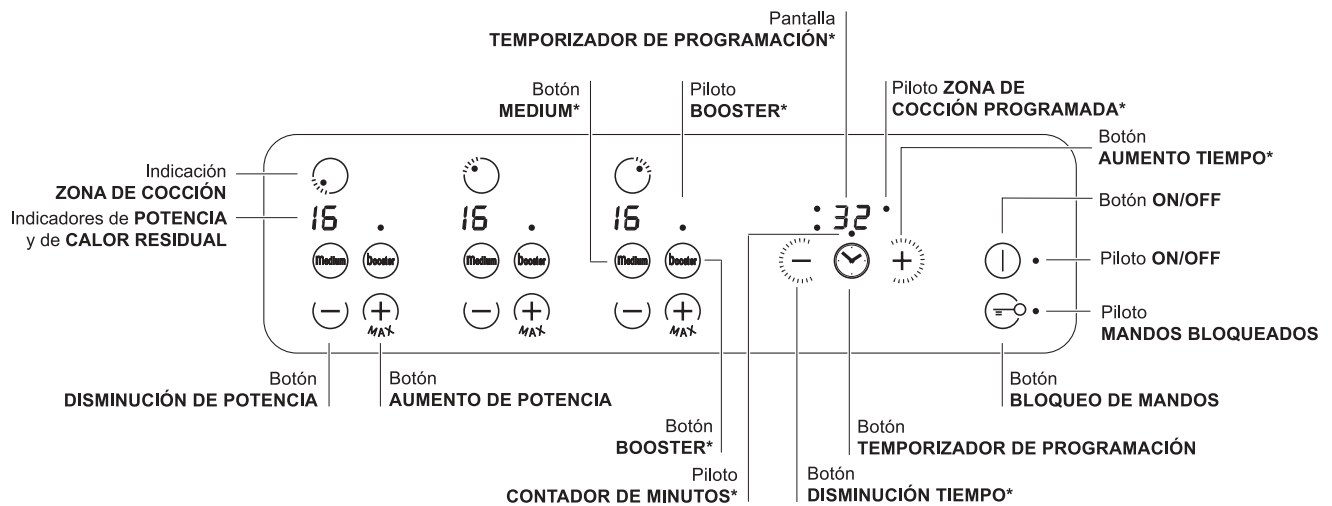 Pantalla
TEMPORIZADOR DE PROGRAMACIÓN*
Botón
MEDIUM*
Piloto
BOOSTER*
Piloto ZONA DE
COCCIÓN PROGRAMADA*
Botón
AUMENTO TIEMPO*
Indicación
ZONA DE COCCIÓN
Indicadores de POTENCIA
y de CALOR RESIDUAL
16
16
16
32
Botón ON/OFF
medium booster
medium booster
medium booster
Piloto ON/OFF
MAX
MAX
MAX
Piloto
MANDOS BLOQUEADOS
Botón
DISMINUCIÓN DE POTENCIA
Botón
AUMENTO DE POTENCIA
Botón
BLOQUEO DE MANDOS
Botón
BOOSTER*
Botón
TEMPORIZADOR DE PROGRAMACIÓN
Piloto
CONTADOR DE MINUTOS*
Botón
DISMINUCIÓN TIEMPO*